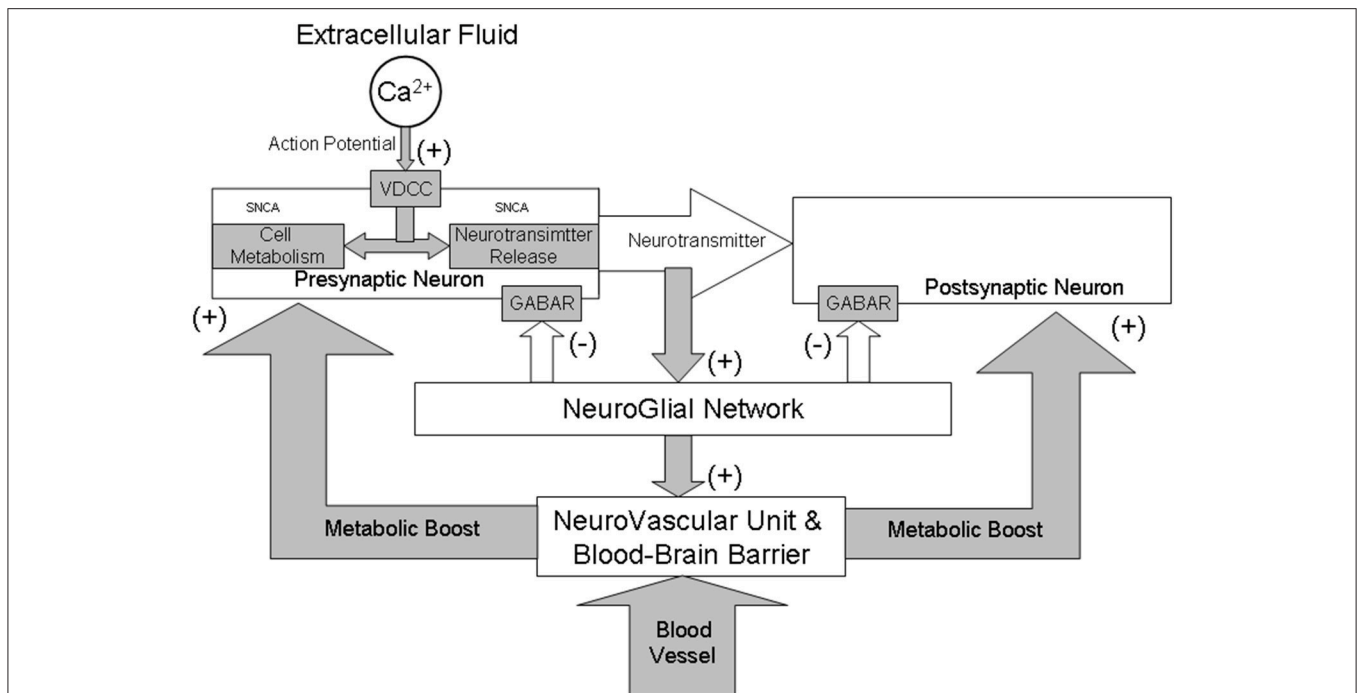 Extracellular Fluid
Ca²⁺
Action Potential
(+)
VDCC
SNCA
SNCA
Cell
Metabolism
Neurotransimtter
Release
Neurotransmitter
Presynaptic Neuron
Postsynaptic Neuron
GABAR
GABAR
(+)
(-)
(+)
(-)
(+)
NeuroGlial Network
(+)
NeuroVascular Unit &
Blood-Brain Barrier
Metabolic Boost
Metabolic Boost
Blood
Vessel